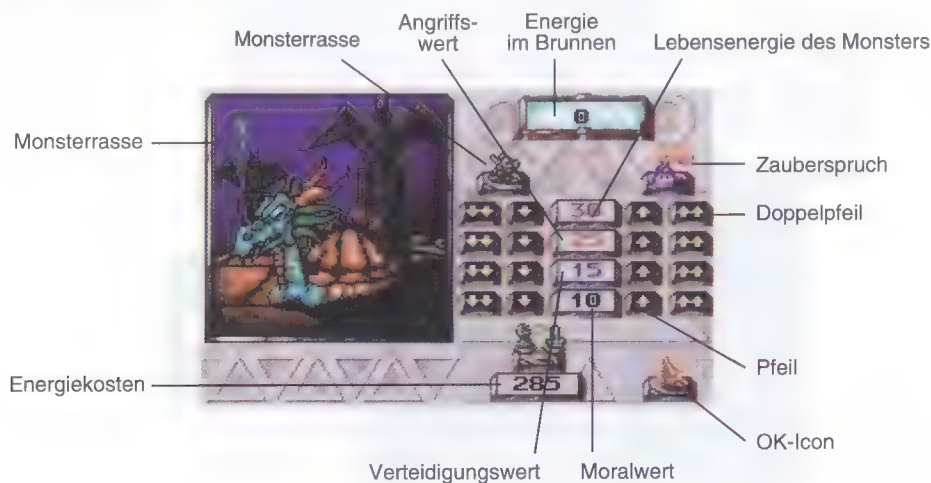 Angriffs-
wert
Energie
im Brunnen
Monsterrasse
Lebensenergie des Monsters
Monsterrasse
0
Zauberspruch
30
Doppelpfeil
25
15
10
Pfeil
Energiekosten
285
OK-Icon
Verteidigungswert
Moralwert